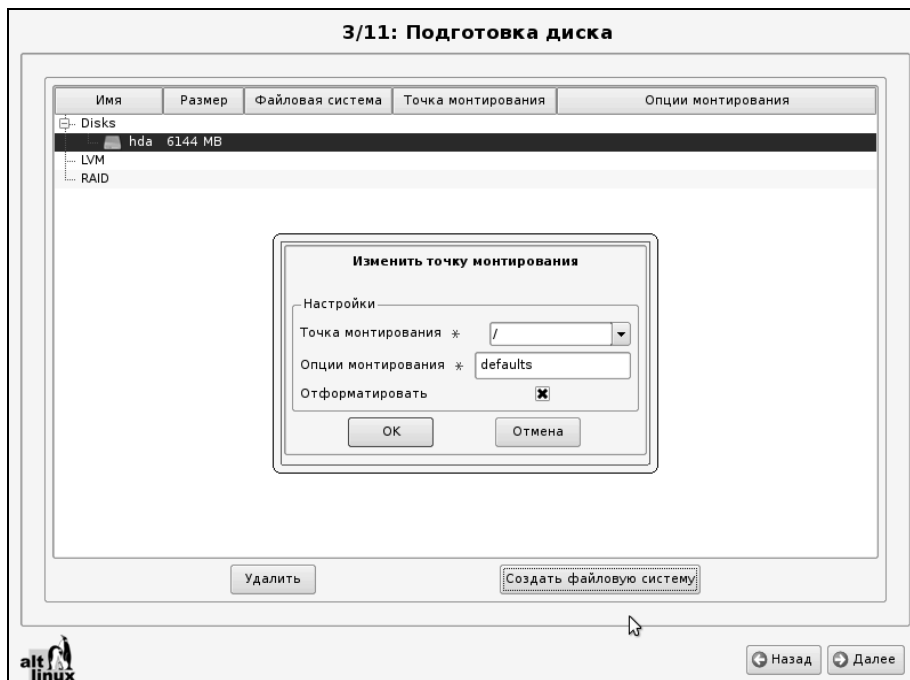 3/11: Подготовка диска
Имя Размер Файловая система Точка монтирования Опции монтирования
Disks
hda 6144 MB
LVM
RAID
Изменить точку монтирования
Настройки
Точка монтирования * /
Опции монтирования * defaults
Отформатировать
OK Отмена
Удалить Создать файловую систему
alt linux
Назад Далее